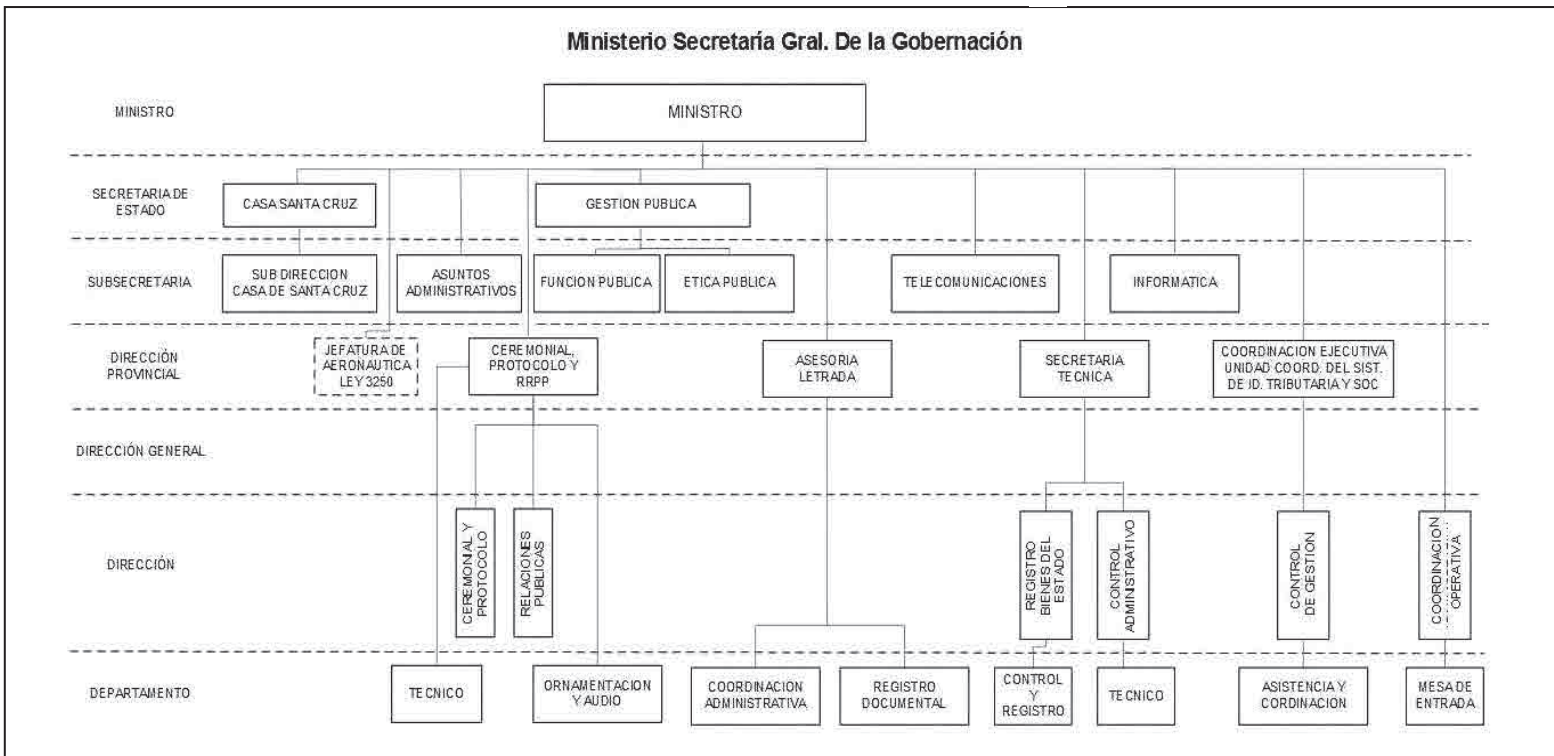 Ministerio Secretaría Gral. De la Gobernación
MINISTRO
MINISTRO
SECRETARIA DE
ESTADO
CASA SANTA CRUZ
GESTION PUBLICA
SUBSECRETARIA
SUB DIRECCION
CASA DE SANTA CRUZ
ASUNTOS
ADMINISTRATIVOS
FUNCION PUBLICA
ETICA PUBLICA
TELECOMUNICACIONES
INFORMATICA
DIRECCIÓN
PROVINCIAL
JEFATURA DE
AERONAUTICA
LEY 3250
CEREMONIAL,
PROTOCOLO Y
RRPP
ASESORIA
LETRADA
SECRETARIA
TECNICA
COORDINACION EJECUTIVA
UNIDAD COORD. DEL SIST.
DE ID. TRIBUTARIA Y SOC
DIRECCIÓN GENERAL
DIRECCIÓN
CEREMONIAL Y
PROTOCOLO
RELACIONES
PUBLICAS
REGISTRO
BIENES DEL
ESTADO
CONTROL
ADMINISTRATIVO
CONTROL
DE GESTION
COORDINACION
OPERATIVA
DEPARTAMENTO
TECNICO
ORNAMENTACION
Y AUDIO
COORDINACION
ADMINISTRATIVA
REGISTRO
DOCUMENTAL
CONTROL
Y
REGISTRO
TECNICO
ASISTENCIA Y
CORDINACION
MESA DE
ENTRADA